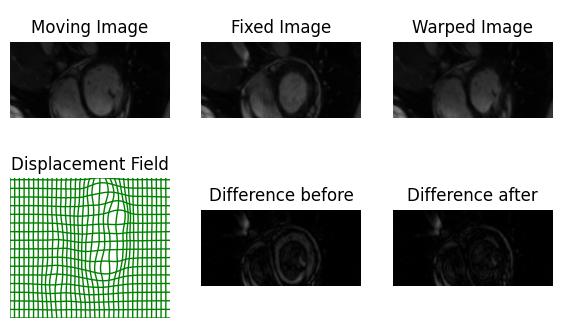 Moving Image
Fixed Image
Warped Image
Displacement Field
Difference before
Difference after